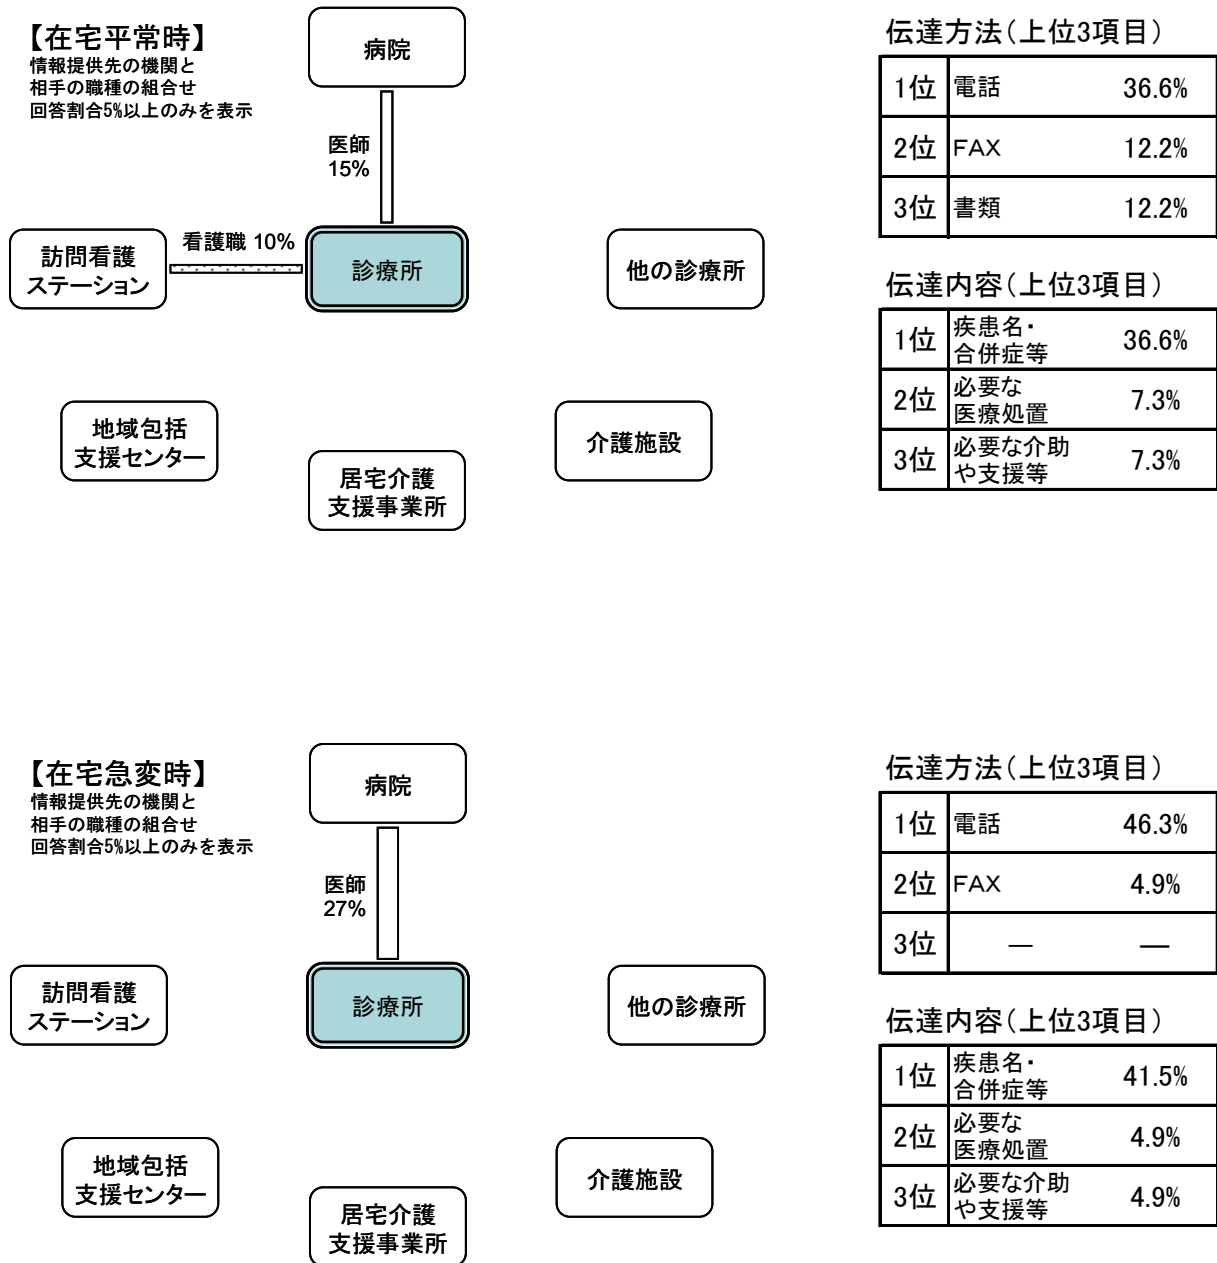 【在宅平常時】
情報提供先の機関と
相手の職種の組合せ
回答割合5%以上のみを表示
病院
医師
15%
訪問看護
ステーション
看護職 10%
診療所
他の診療所
地域包括
支援センター
居宅介護
支援事業所
介護施設
伝達方法(上位3項目)
1位 電話 36.6%
2位 FAX 12.2%
3位 書類 12.2%
伝達内容(上位3項目)
1位 疾患名・
合併症等 36.6%
2位 必要な
医療処置 7.3%
3位 必要な介助
や支援等 7.3%
【在宅急変時】
情報提供先の機関と
相手の職種の組合せ
回答割合5%以上のみを表示
病院
医師
27%
訪問看護
ステーション
診療所
他の診療所
地域包括
支援センター
居宅介護
支援事業所
介護施設
伝達方法(上位3項目)
1位 電話 46.3%
2位 FAX 4.9%
3位 ― ―
伝達内容(上位3項目)
1位 疾患名・
合併症等 41.5%
2位 必要な
医療処置 4.9%
3位 必要な介助
や支援等 4.9%